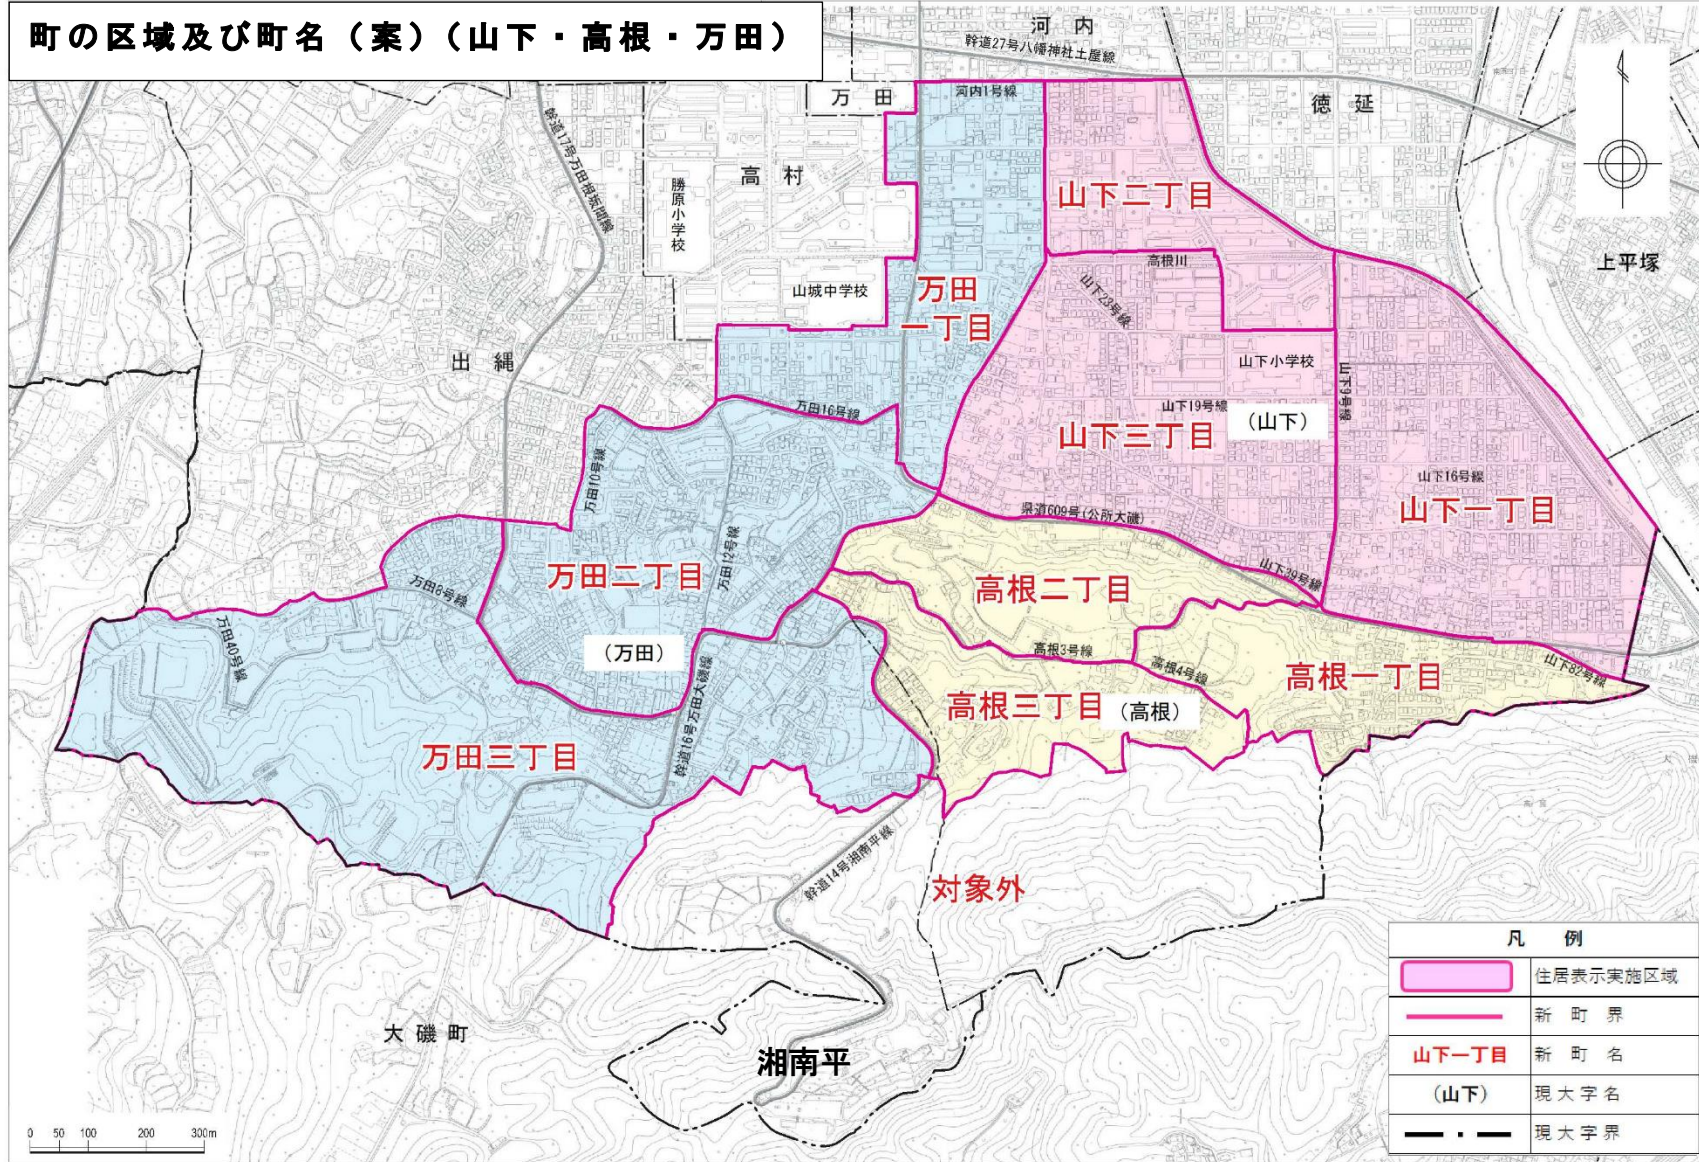 町の区域及び町名（案）（山下・高根・万田）
河内
幹道27号八幡神社土屋線
万田
河内1号線
徳延
幹道17号万田根坂間線
勝原小学校
高村
山下二丁目
上平塚
高根川
山城中学校
万田
一丁目
山下23号線
山下小学校
山下9号線
出縄
万田16号線
山下19号線
（山下）
山下三丁目
万田10号線
山下16号線
山下一丁目
県道609号(公所大磯)
万田12号線
万田二丁目
山下39号線
高根二丁目
万田8号線
万田40号線
（万田）
高根3号線
高根4号線
山下82号線
高根一丁目
高根三丁目
（高根）
幹道16号万田大磯線
万田三丁目
幹道14号湘南平線
対象外
大磯町
湘南平
凡例
住居表示実施区域
新町界
山下一丁目
新町名
（山下）
現大字名
現大字界
0 50 100 200 300m